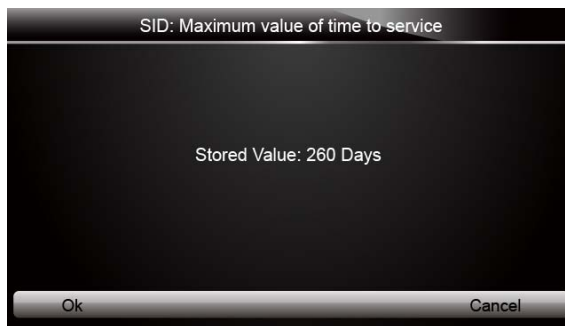 SID: Maximum value of time to service
Stored Value: 260 Days
Ok
Cancel